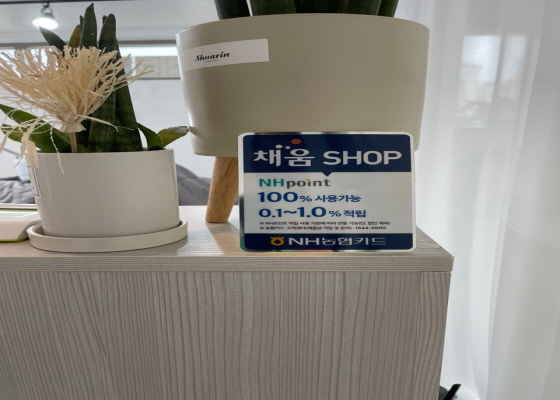 Shearin
채움 SHOP
NHpoint
100% 사용가능
0.1~1.0% 적립
NH농협카드